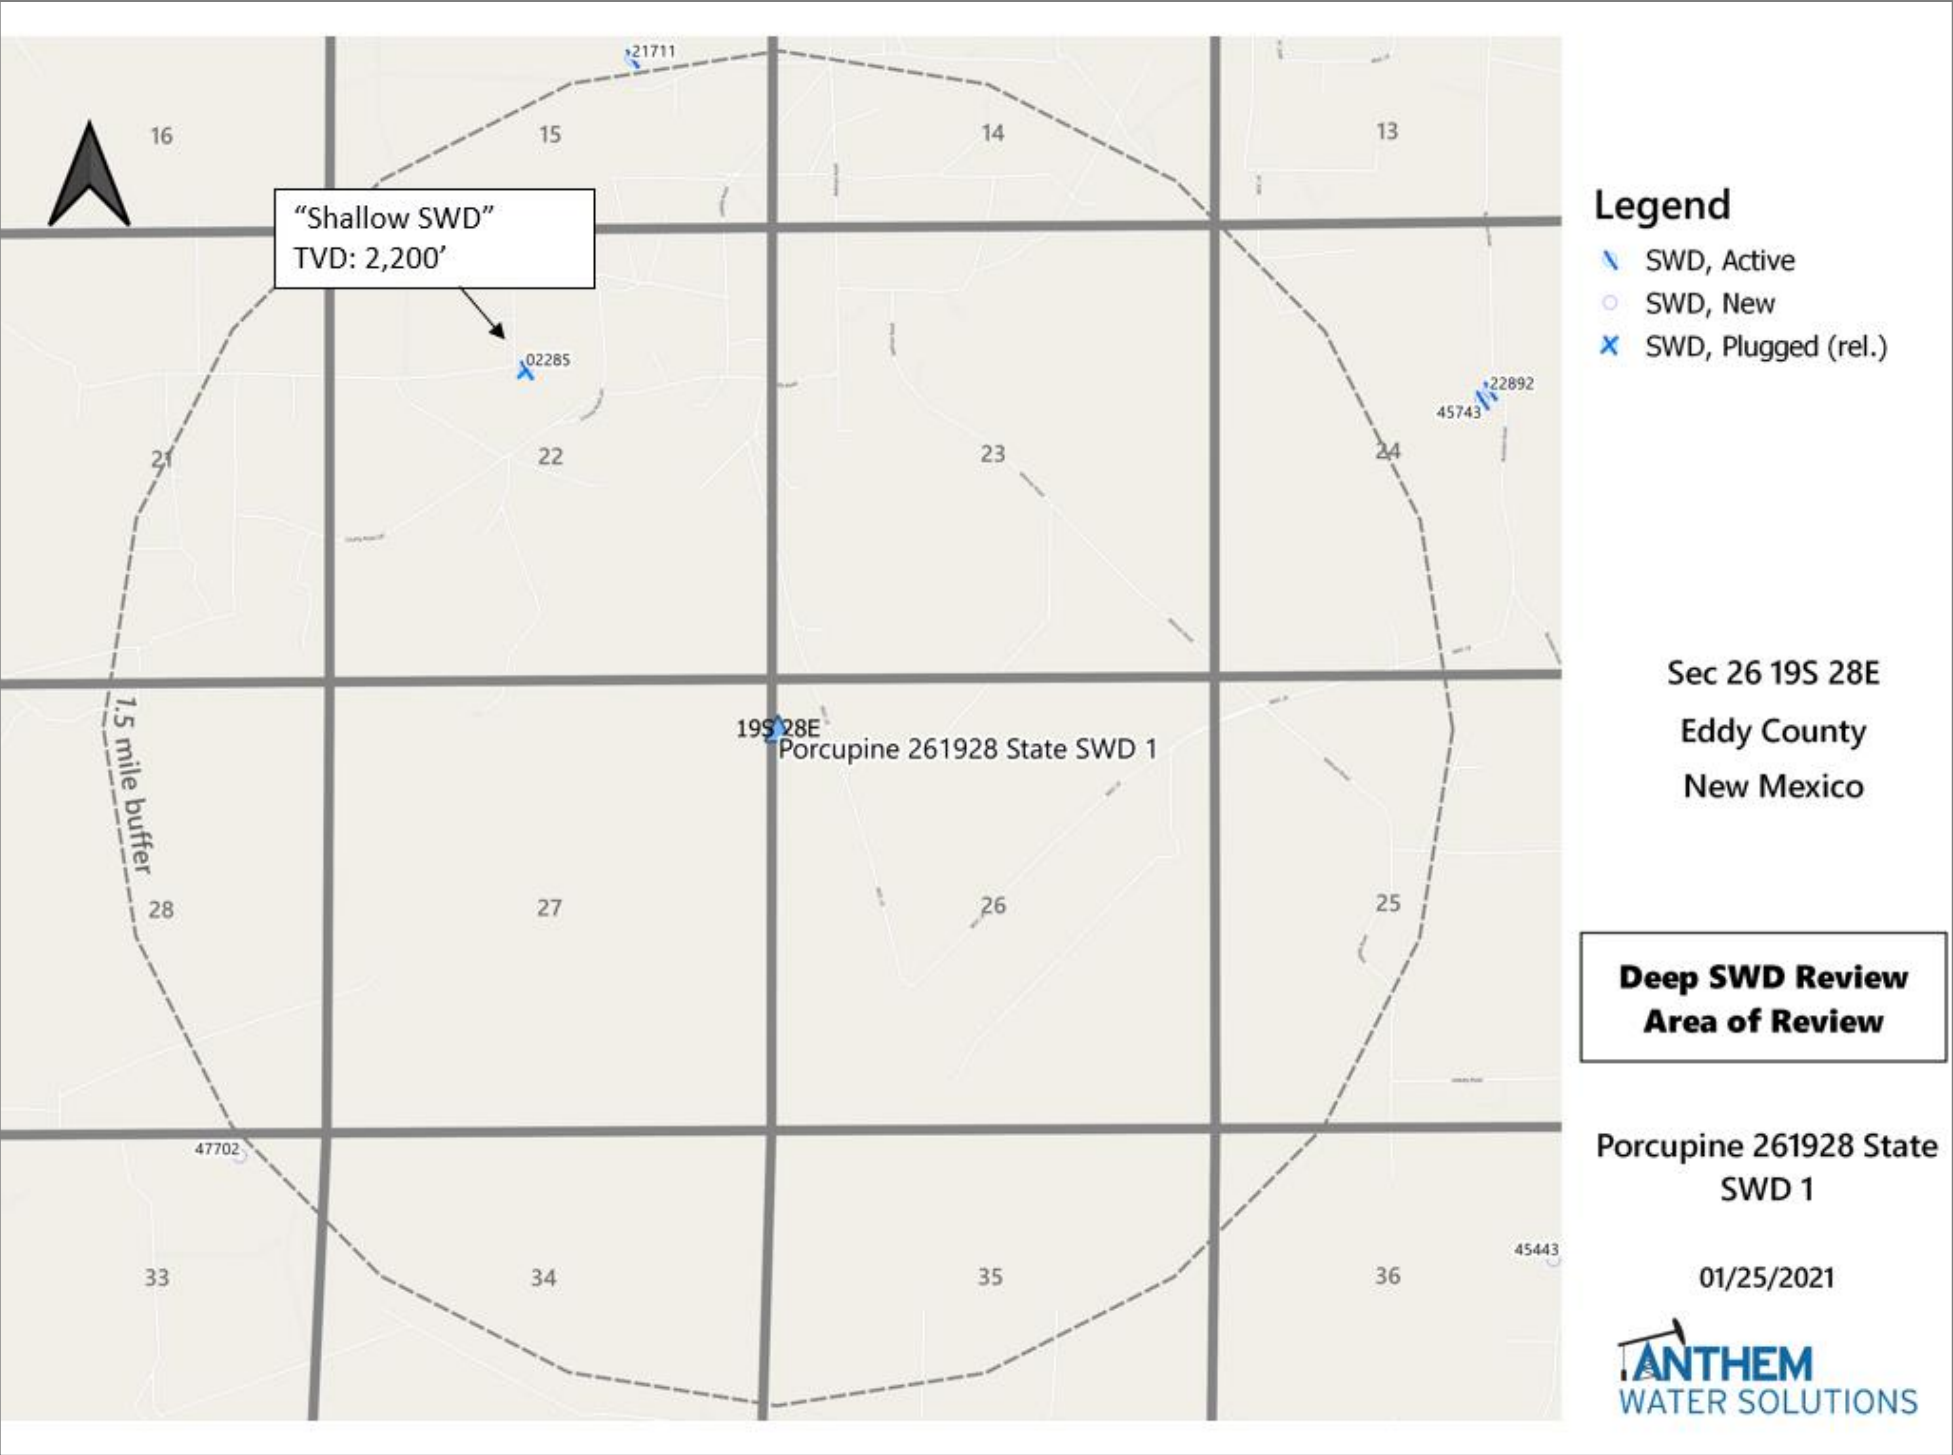 21711
16
15
14
13
“Shallow SWD”
TVD: 2,200’
02285
22892
45743
21
22
23
24
1.5 mile buffer
19S 28E
Porcupine 261928 State SWD 1
28
27
26
25
47702
33
34
35
36
45443
Legend
SWD, Active
SWD, New
SWD, Plugged (rel.)
Sec 26 19S 28E
Eddy County
New Mexico
Deep SWD Review
Area of Review
Porcupine 261928 State
SWD 1
01/25/2021
ANTHEM
WATER SOLUTIONS